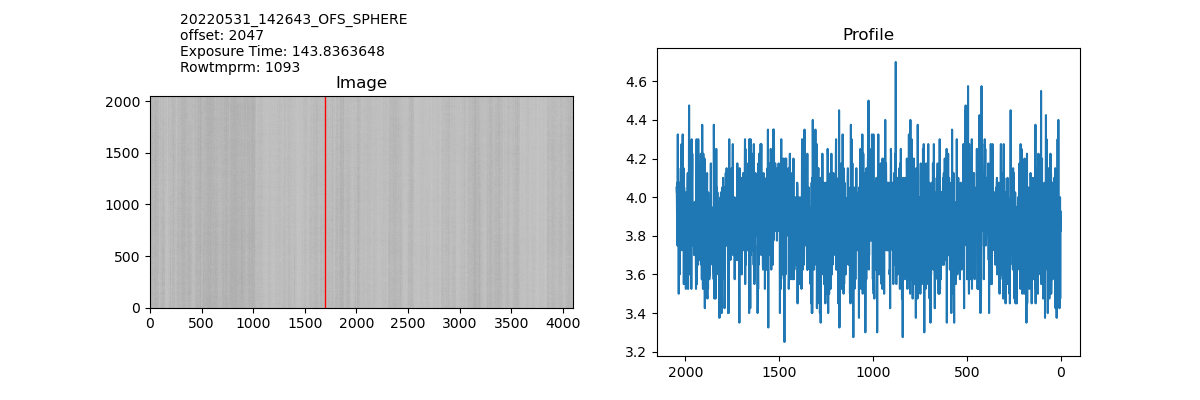 20220531_142643_OFS_SPHERE
offset: 2047
Exposure Time: 143.8363648
Rowtmprm: 1093
Image
2000
1500
1000
500
0
0 500 1000 1500 2000 2500 3000 3500 4000
Profile
4.6
4.4
4.2
4.0
3.8
3.6
3.4
3.2
2000 1500 1000 500 0